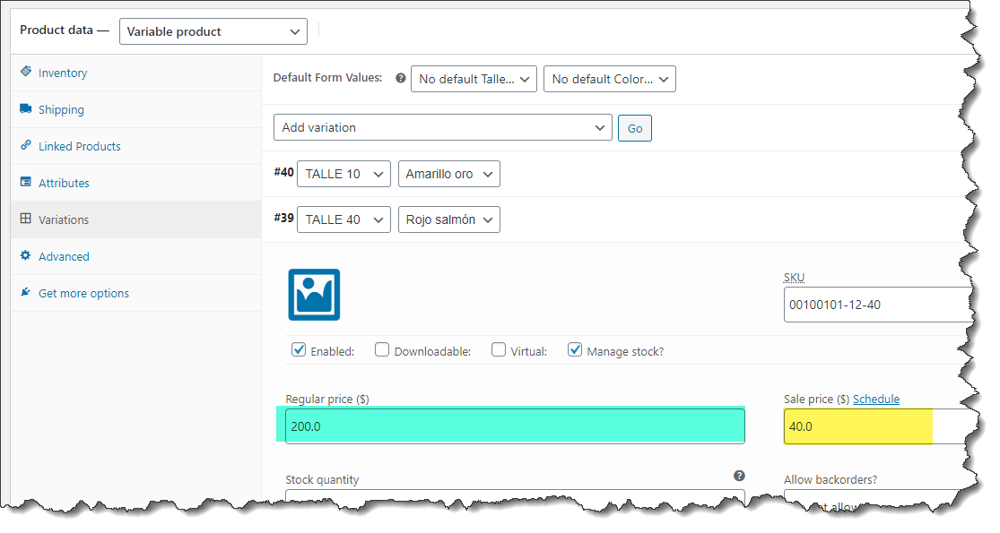 Product data — Variable product
Inventory
Shipping
Linked Products
Attributes
Variations
Advanced
Get more options
Default Form Values: ? No default Talle... No default Color...
Add variation Go
#40 TALLE 10 Amarillo oro
#39 TALLE 40 Rojo salmón
SKU
00100101-12-40
Enabled: Downloadable: Virtual: Manage stock?
Regular price ($)
200.0
Sale price ($) Schedule
40.0
Stock quantity ?
Allow backorders?